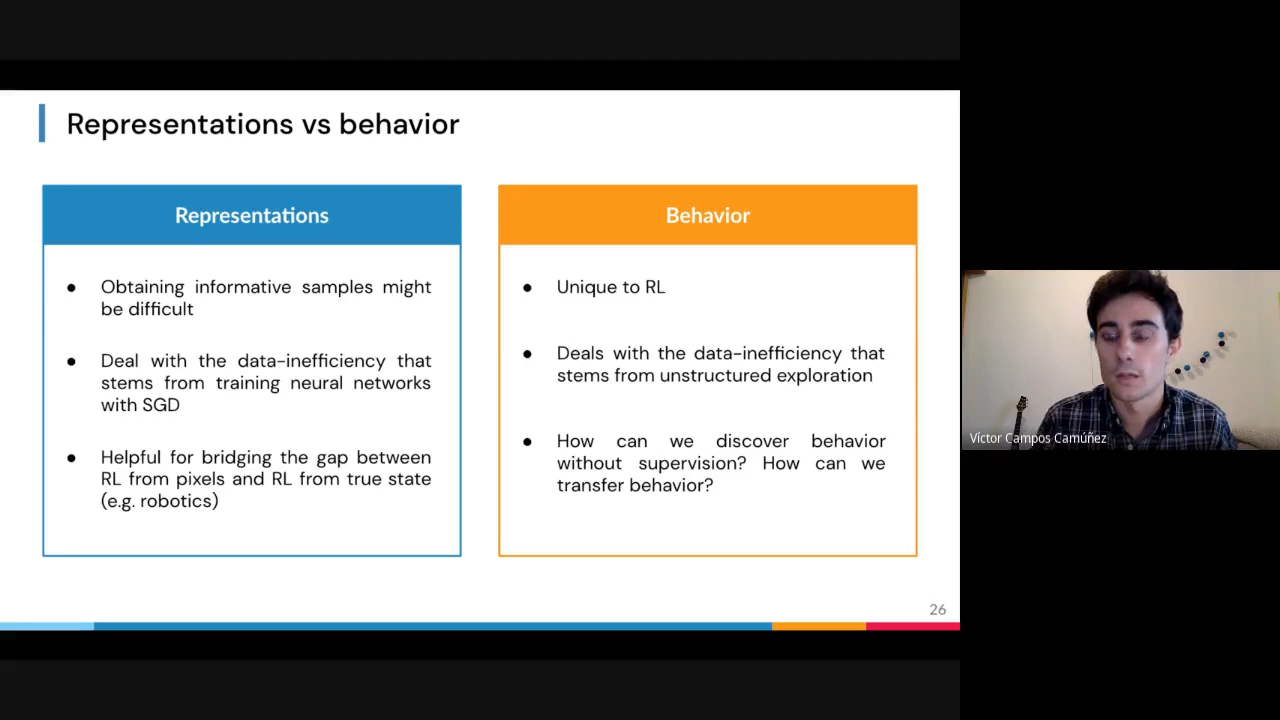 Representations vs behavior
Representations
● Obtaining informative samples might
be difficult
● Deal with the data-inefficiency that
stems from training neural networks
with SGD
● Helpful for bridging the gap between
RL from pixels and RL from true state
(e.g. robotics)
Behavior
● Unique to RL
● Deals with the data-inefficiency that
stems from unstructured exploration
● How can we discover behavior
without supervision? How can we
transfer behavior?
26
Víctor Campos Camúñez